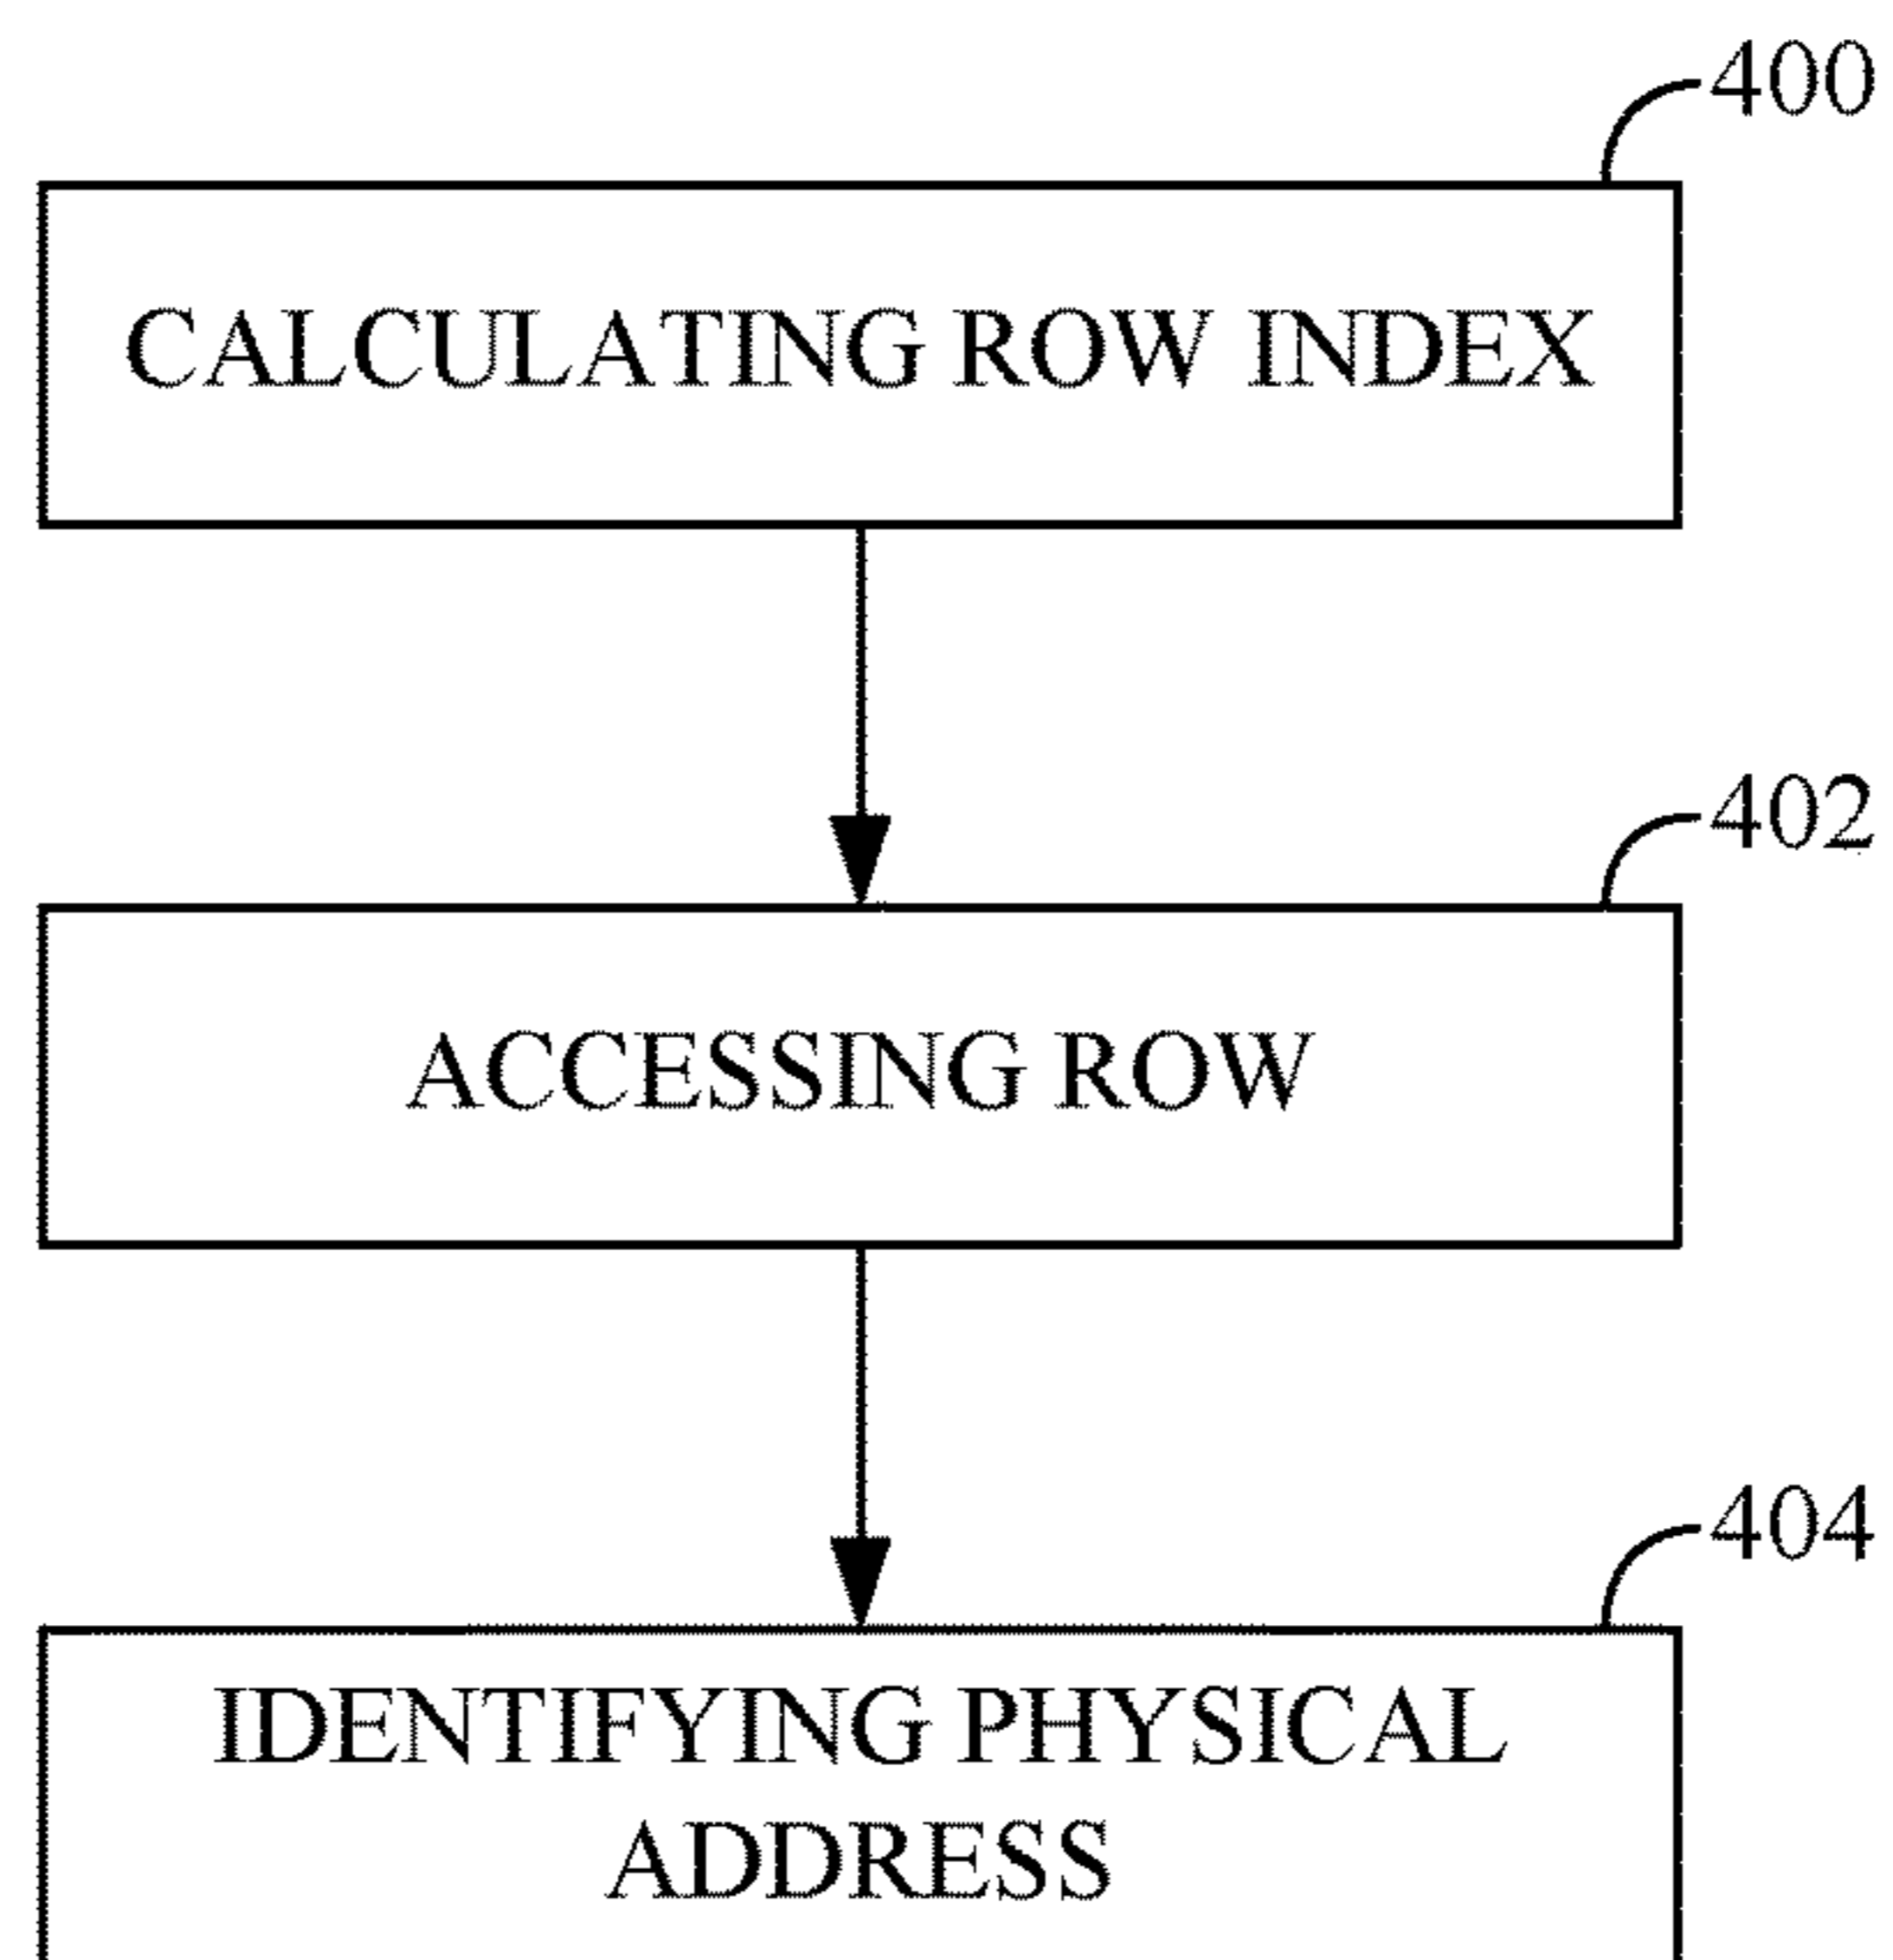 400
CALCULATING ROW INDEX
402
ACCESSING ROW
404
IDENTIFYING PHYSICAL
ADDRESS